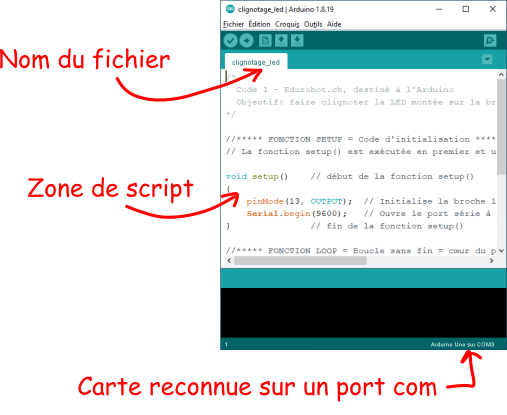 clignotage_led | Arduino 1.8.19
Fichier Édition Croquis Outils Aide
Nom du fichier
clignotage_led
/*
Code 1 - Edurobot.ch, destiné à l'Arduino
Objectif: faire clignoter la LED montée sur la br
*/
//***** FONCTION SETUP = Code d'initialisation ****
// La fonction setup() est exécutée en premier et u
Zone de script
void setup() // début de la fonction setup()
{
pinMode(13, OUTPUT); // Initialise la broche 1
Serial.begin(9600); // Ouvre le port série à
} // fin de la fonction setup()
//***** FONCTION LOOP = Boucle sans fin = cœur du p
1
Arduino Uno sur COM3
Carte reconnue sur un port com